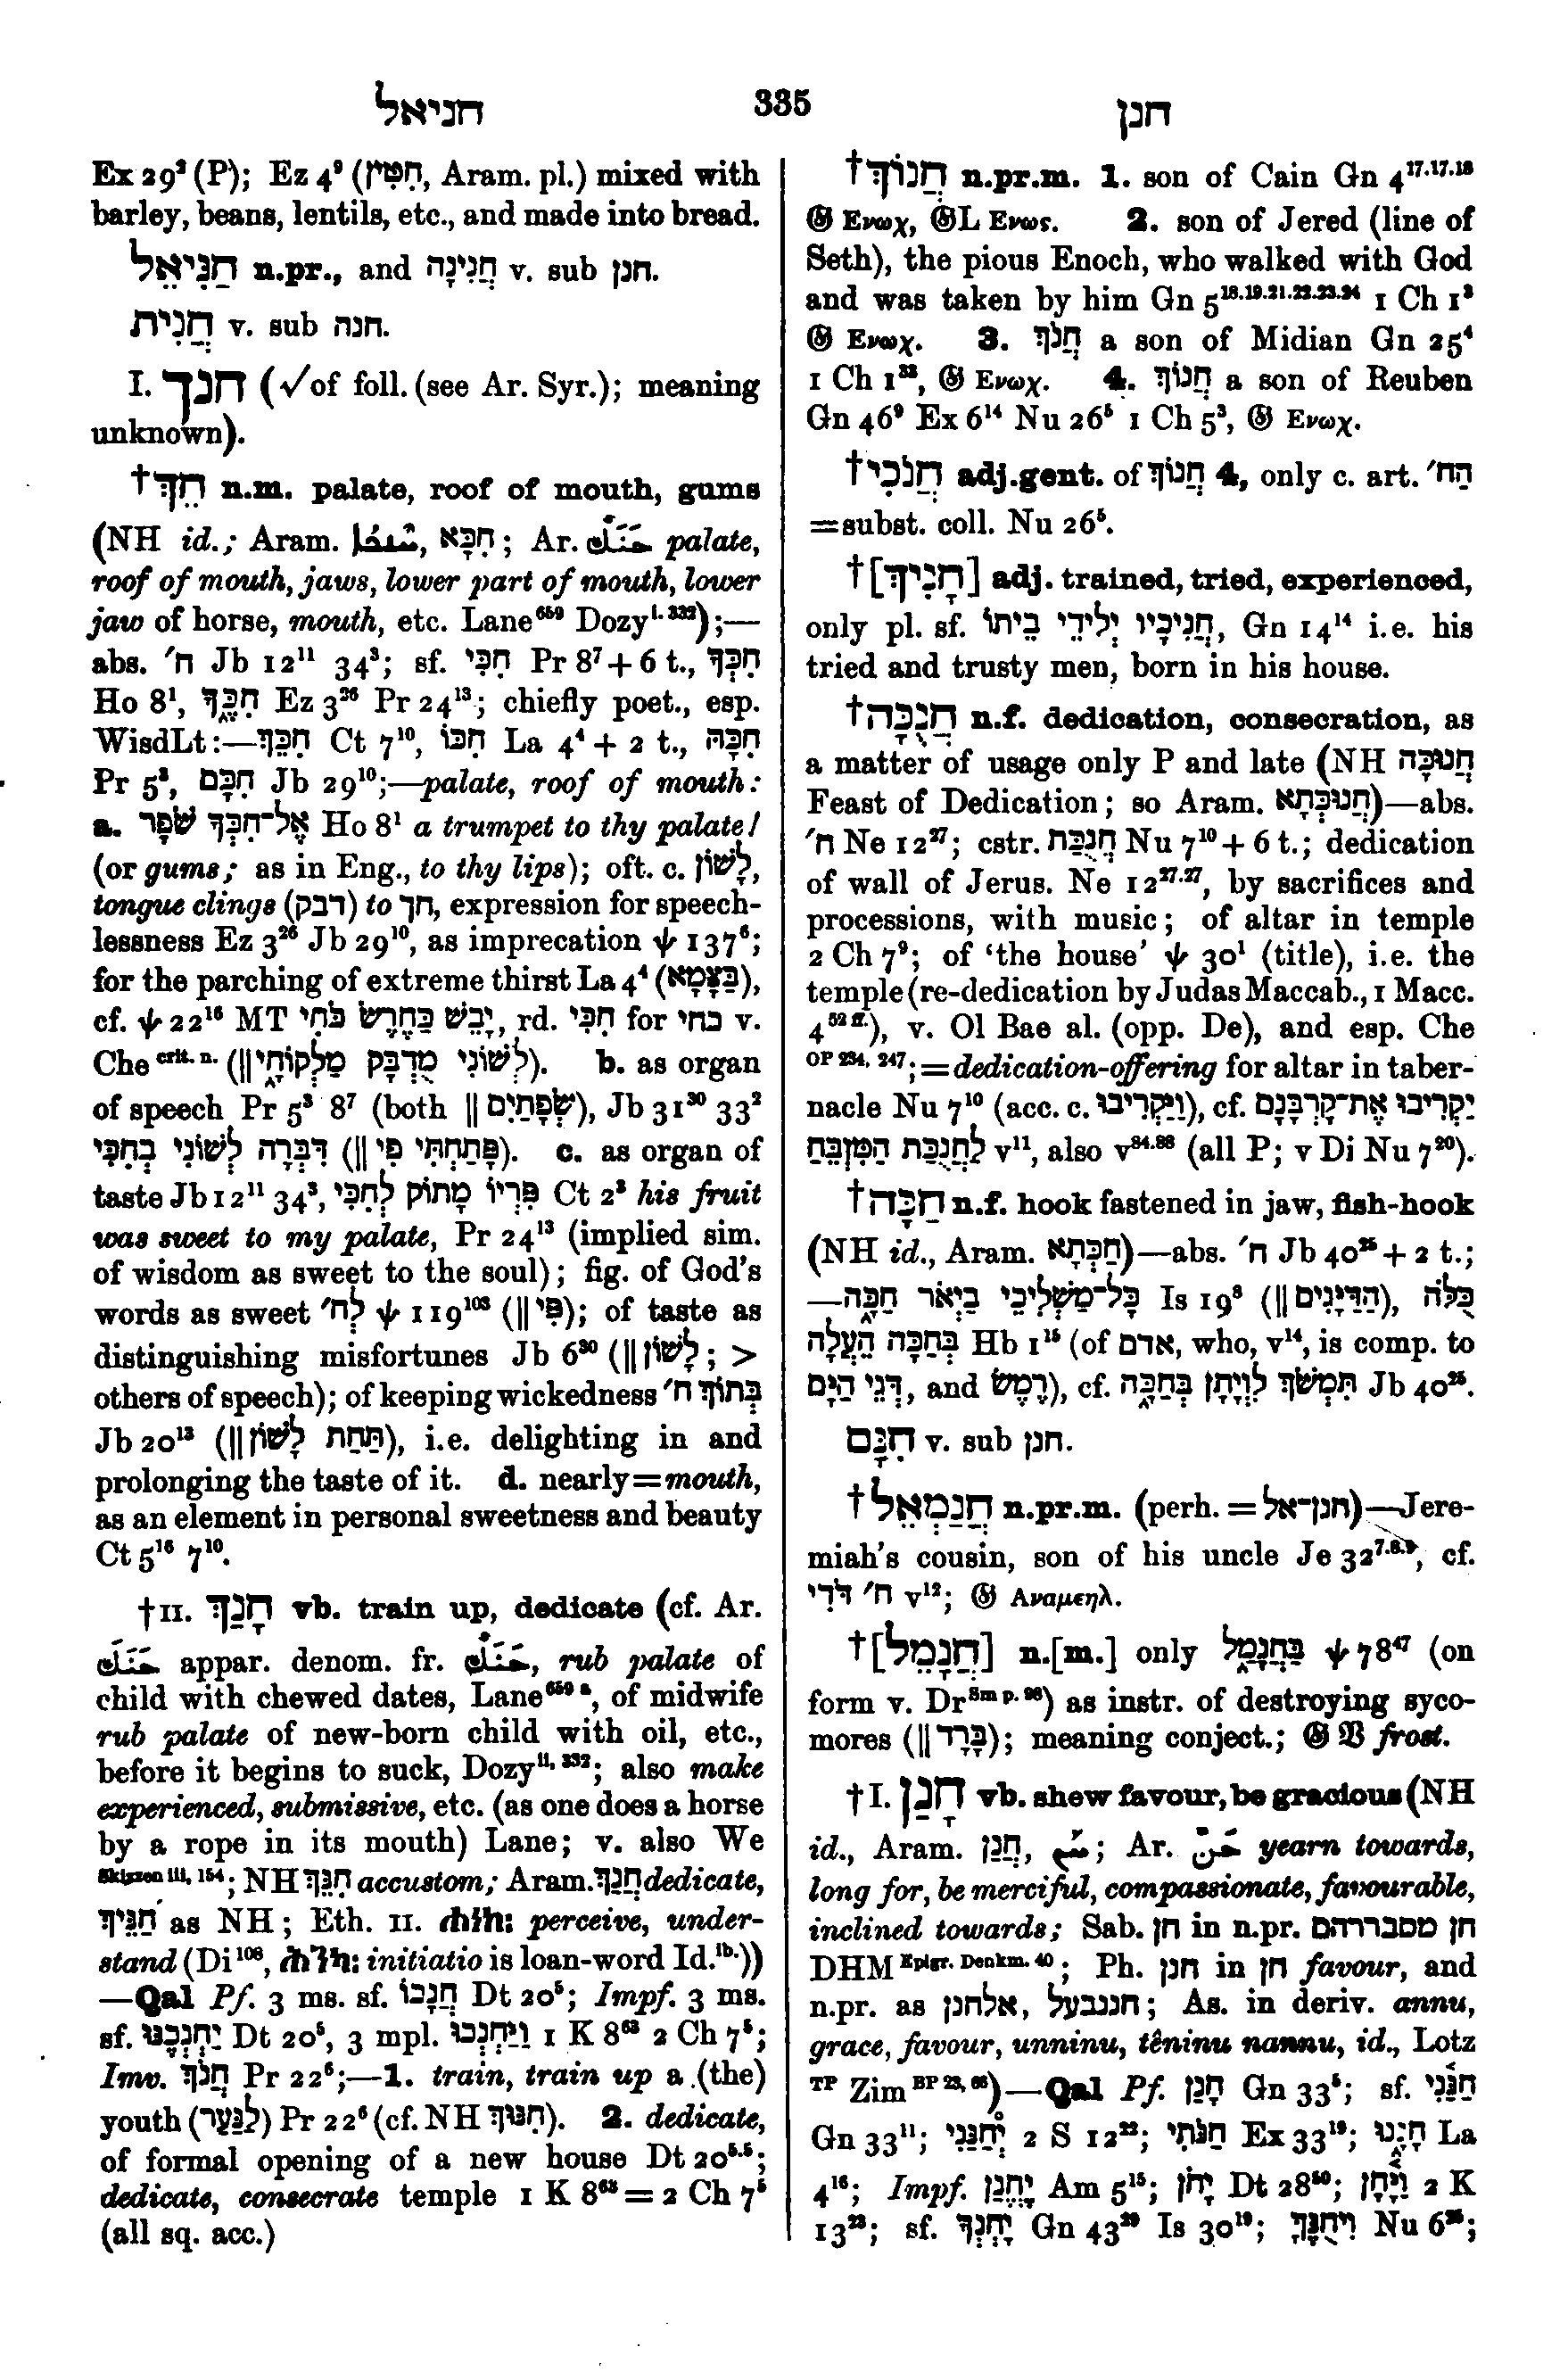 חניאל 335 חנן
Ex 29² (P); Ez 4⁹ (חִטִּין, Aram. pl.) mixed with
barley, beans, lentils, etc., and made into bread.
חַנִּיאֵל n.pr., and חֲנִינָה v. sub חנן.
חֲנִית v. sub חנה.
I. חנך (√of foll. (see Ar. Syr.); meaning
unknown).
†חֵךְ n.m. palate, roof of mouth, gums
(NH id.; Aram. חִכָּא; Ar. حَنَكٌ palate,
roof of mouth, jaws, lower part of mouth, lower
jaw of horse, mouth, etc. Lane⁶⁵⁹ Dozy^{i. 332});—
abs. ח׳ Jb 12¹¹ 34³; sf. חִכִּי Pr 8⁷ + 6 t., חִכְּךָ
Ho 8¹, חִכֶּךָ Ez 3²⁶ Pr 24¹³; chiefly poet., esp.
WisdLt:—חִכֵּךְ Ct 7¹⁰, חִכּוֹ La 4⁴ + 2 t., חִכָּהּ
Pr 5³, חִכָּם Jb 29¹⁰;—palate, roof of mouth:
a. אֶל־חִכְּךָ שֹׁפָר Ho 8¹ a trumpet to thy palate!
(or gums; as in Eng., to thy lips); oft. c. לָשׁוֹן,
tongue clings (דבק) to חך, expression for speech-
lessness Ez 3²⁶ Jb 29¹⁰, as imprecation ψ 137⁶;
for the parching of extreme thirst La 4⁴ (בַּצָּמָא),
cf. ψ 22¹⁶ MT יָבֵשׁ כַּחֶרֶשׂ כֹּחִי, rd. חִכִּי for כחי v.
Che^{crit. n.} (‖ לְשׁוֹנִי מֻדְבָּק מַלְקוֹחָי). b. as organ
of speech Pr 5³ 8⁷ (both ‖ שְׂפָתַיִם), Jb 31³⁰ 33²
דִּבְּרָה לְשׁוֹנִי בְחִכִּי (‖ פָּתַחְתִּי פִי). c. as organ of
taste Jb 12¹¹ 34³, פִּרְיוֹ מָתוֹק לְחִכִּי Ct 2³ his fruit
was sweet to my palate, Pr 24¹³ (implied sim.
of wisdom as sweet to the soul); fig. of God's
words as sweet לְח׳ ψ 119¹⁰³ (‖ פִּי); of taste as
distinguishing misfortunes Jb 6³⁰ (‖ לָשׁוֹן; >
others of speech); of keeping wickedness בְּתוֹךְ ח׳
Jb 20¹³ (‖ תַּחַת לָשׁוֹן), i.e. delighting in and
prolonging the taste of it. d. nearly = mouth,
as an element in personal sweetness and beauty
Ct 5¹⁶ 7¹⁰.
†II. חָנַךְ vb. train up, dedicate (cf. Ar.
حَنَكَ appar. denom. fr. حَنَكٌ, rub palate of
child with chewed dates, Lane^{659 a}, of midwife
rub palate of new-born child with oil, etc.,
before it begins to suck, Dozy^{ii. 332}; also make
experienced, submissive, etc. (as one does a horse
by a rope in its mouth) Lane; v. also We
^{Skizzen iii, 154}; NH חִנֵּךְ accustom; Aram. חֲנַךְ dedicate,
חַנֵּיךְ as NH; Eth. II. perceive, under-
stand (Di¹⁰⁶, initiatio is loan-word Id.^{ib.}))
—Qal Pf. 3 ms. sf. חֲנָכוֹ Dt 20⁵; Impf. 3 ms.
sf. יַחְנְכֶנּוּ Dt 20⁵, 3 mpl. וַיַּחְנְכוּ 1 K 8⁶³ 2 Ch 7⁵;
Imv. חֲנֹךְ Pr 22⁶;—1. train, train up a (the)
youth (לַנַּעַר) Pr 22⁶ (cf. NH חִנּוּךְ). 2. dedicate,
of formal opening of a new house Dt 20⁵·⁵;
dedicate, consecrate temple 1 K 8⁶³ = 2 Ch 7⁵
(all sq. acc.)
†חֲנוֹךְ n.pr.m. 1. son of Cain Gn 4¹⁷·¹⁷·¹⁸
𝔊 Ενωχ, 𝔊L Ενως. 2. son of Jered (line of
Seth), the pious Enoch, who walked with God
and was taken by him Gn 5¹⁸·¹⁹·²¹·²²·²³·²⁴ 1 Ch 1³
𝔊 Ενωχ. 3. חֲנֹךְ a son of Midian Gn 25⁴
1 Ch 1³³, 𝔊 Ενωχ. 4. חֲנוֹךְ a son of Reuben
Gn 46⁹ Ex 6¹⁴ Nu 26⁵ 1 Ch 5³, 𝔊 Ενωχ.
†חֲנֹכִי adj.gent. of חֲנוֹךְ 4, only c. art. הַח׳
=subst. coll. Nu 26⁵.
†[חָנִיךְ] adj. trained, tried, experienced,
only pl. sf. חֲנִיכָיו יְלִידֵי בֵיתוֹ, Gn 14¹⁴ i.e. his
tried and trusty men, born in his house.
†חֲנֻכָּה n.f. dedication, consecration, as
a matter of usage only P and late (NH חֲנוּכָּה
Feast of Dedication; so Aram. חֲנוּכְּתָא)—abs.
ח׳ Ne 12²⁷; cstr. חֲנֻכַּת Nu 7¹⁰ + 6 t.; dedication
of wall of Jerus. Ne 12²⁷·²⁷, by sacrifices and
processions, with music; of altar in temple
2 Ch 7⁹; of 'the house' ψ 30¹ (title), i.e. the
temple (re-dedication by Judas Maccab., 1 Macc.
4^{52 ff.}), v. Ol Bae al. (opp. De), and esp. Che
^{OP 234, 247}; = dedication-offering for altar in taber-
nacle Nu 7¹⁰ (acc. c. וַיַּקְרִיבוּ), cf. יַקְרִיבוּ אֶת־קָרְבָּנָם
לַחֲנֻכַּת הַמִּזְבֵּחַ v¹¹, also v⁸⁴·⁸⁸ (all P; v Di Nu 7²⁰).
†חַכָּה n.f. hook fastened in jaw, fish-hook
(NH id., Aram. חַכְּתָא)—abs. ח׳ Jb 40²⁵ + 2 t.;
—כָּל־מַשְׁלִיכֵי בַיְאֹר חַכָּה Is 19⁸ (‖ הַדַּיָּגִים), כֻּלֹּה
בְּחַכָּה הֵעֲלָה Hb 1¹⁵ (of אדם, who, v¹⁴, is comp. to
דְּגֵי הַיָּם, and רֶמֶשׂ), cf. תִּמְשֹׁךְ לִוְיָתָן בְּחַכָּה Jb 40²⁵.
חִנָּם v. sub חנן.
†חֲנַמְאֵל n.pr.m. (perh. = חנן־אל)—Jere-
miah's cousin, son of his uncle Je 32⁷·⁸·⁹, cf.
ח׳ דֹּדִי v¹²; 𝔊 Αναμεηλ.
†[חֲנָמֵל] n.[m.] only בַּחֲנָמַל ψ 78⁴⁷ (on
form v. Dr^{Sm p. 96}) as instr. of destroying syco-
mores (‖ בָּרָד); meaning conject.; 𝔊 𝔙 frost.
†I. חָנַן vb. shew favour, be gracious (NH
id., Aram. חֲנַן, ; Ar. حَنَّ yearn towards,
long for, be merciful, compassionate, favourable,
inclined towards; Sab. חן in n.pr.
DHM^{Epigr. Denkm. 40}; Ph. חנן in חן favour, and
n.pr. as אלחנן, חננבעל; As. in deriv. annu,
grace, favour, unninu, têninu nannu, id., Lotz
^{TP} Zim^{BP 23, 66})—Qal Pf. חָנַן Gn 33⁵; sf. חַנַּנִי
Gn 33¹¹; יְחָנַּנִי 2 S 12²²; חַנֹּתִי Ex 33¹⁹; חָנָנוּ La
4¹⁶; Impf. יֶחֱנַן Am 5¹⁵; יָחֹן Dt 28⁵⁰; וַיָּחָן 2 K
13²³; sf. יָחְנְךָ Gn 43²⁹ Is 30¹⁹; וִיחֻנֶּךָּ Nu 6²⁵;